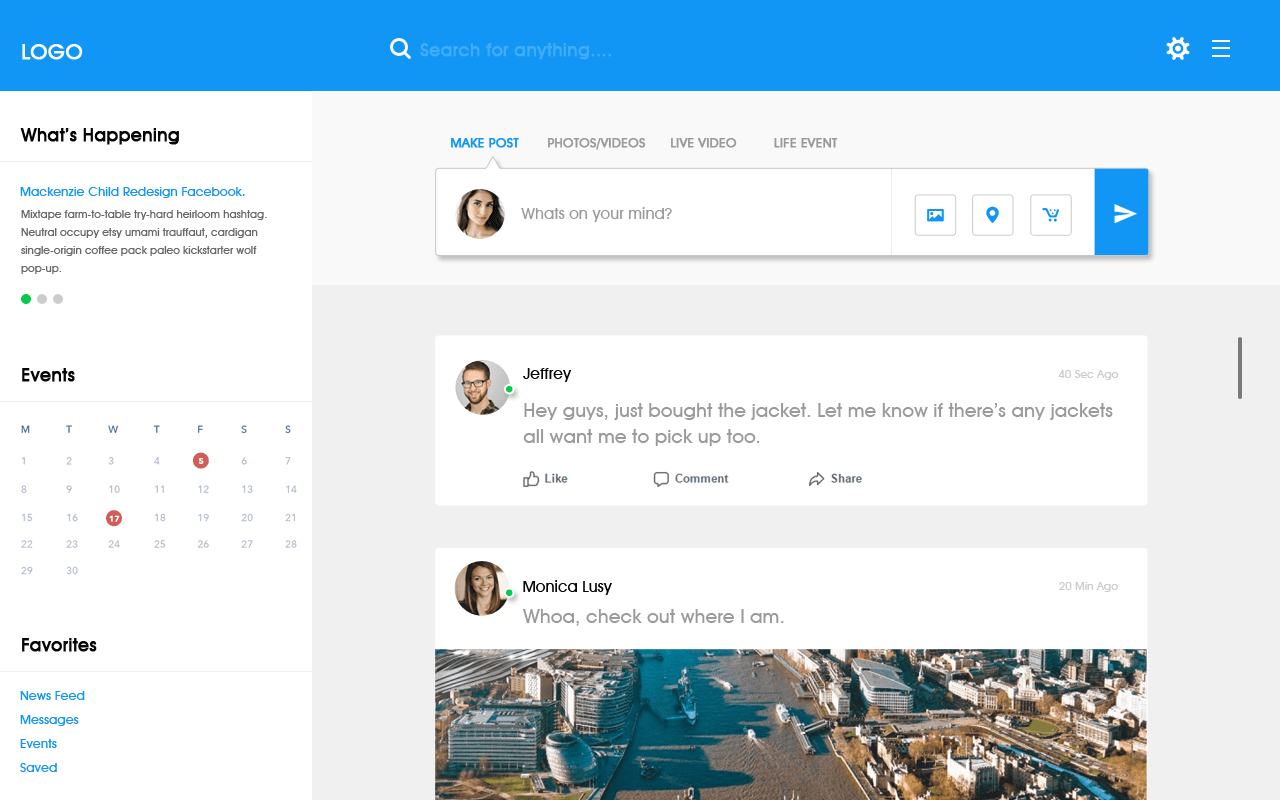 LOGO
Search for anything....
What's Happening
Mackenzie Child Redesign Facebook.
Mixtape farm-to-table try-hard heirloom hashtag.
Neutral occupy etsy umami trauffaut, cardigan
single-origin coffee pack paleo kickstarter wolf
pop-up.
Events
M T W T F S S
1 2 3 4 5 6 7
8 9 10 11 12 13 14
15 16 17 18 19 20 21
22 23 24 25 26 27 28
29 30
Favorites
News Feed
Messages
Events
Saved
MAKE POST PHOTOS/VIDEOS LIVE VIDEO LIFE EVENT
Whats on your mind?
Jeffrey
40 Sec Ago
Hey guys, just bought the jacket. Let me know if there's any jackets
all want me to pick up too.
Like Comment Share
Monica Lusy
20 Min Ago
Whoa, check out where I am.